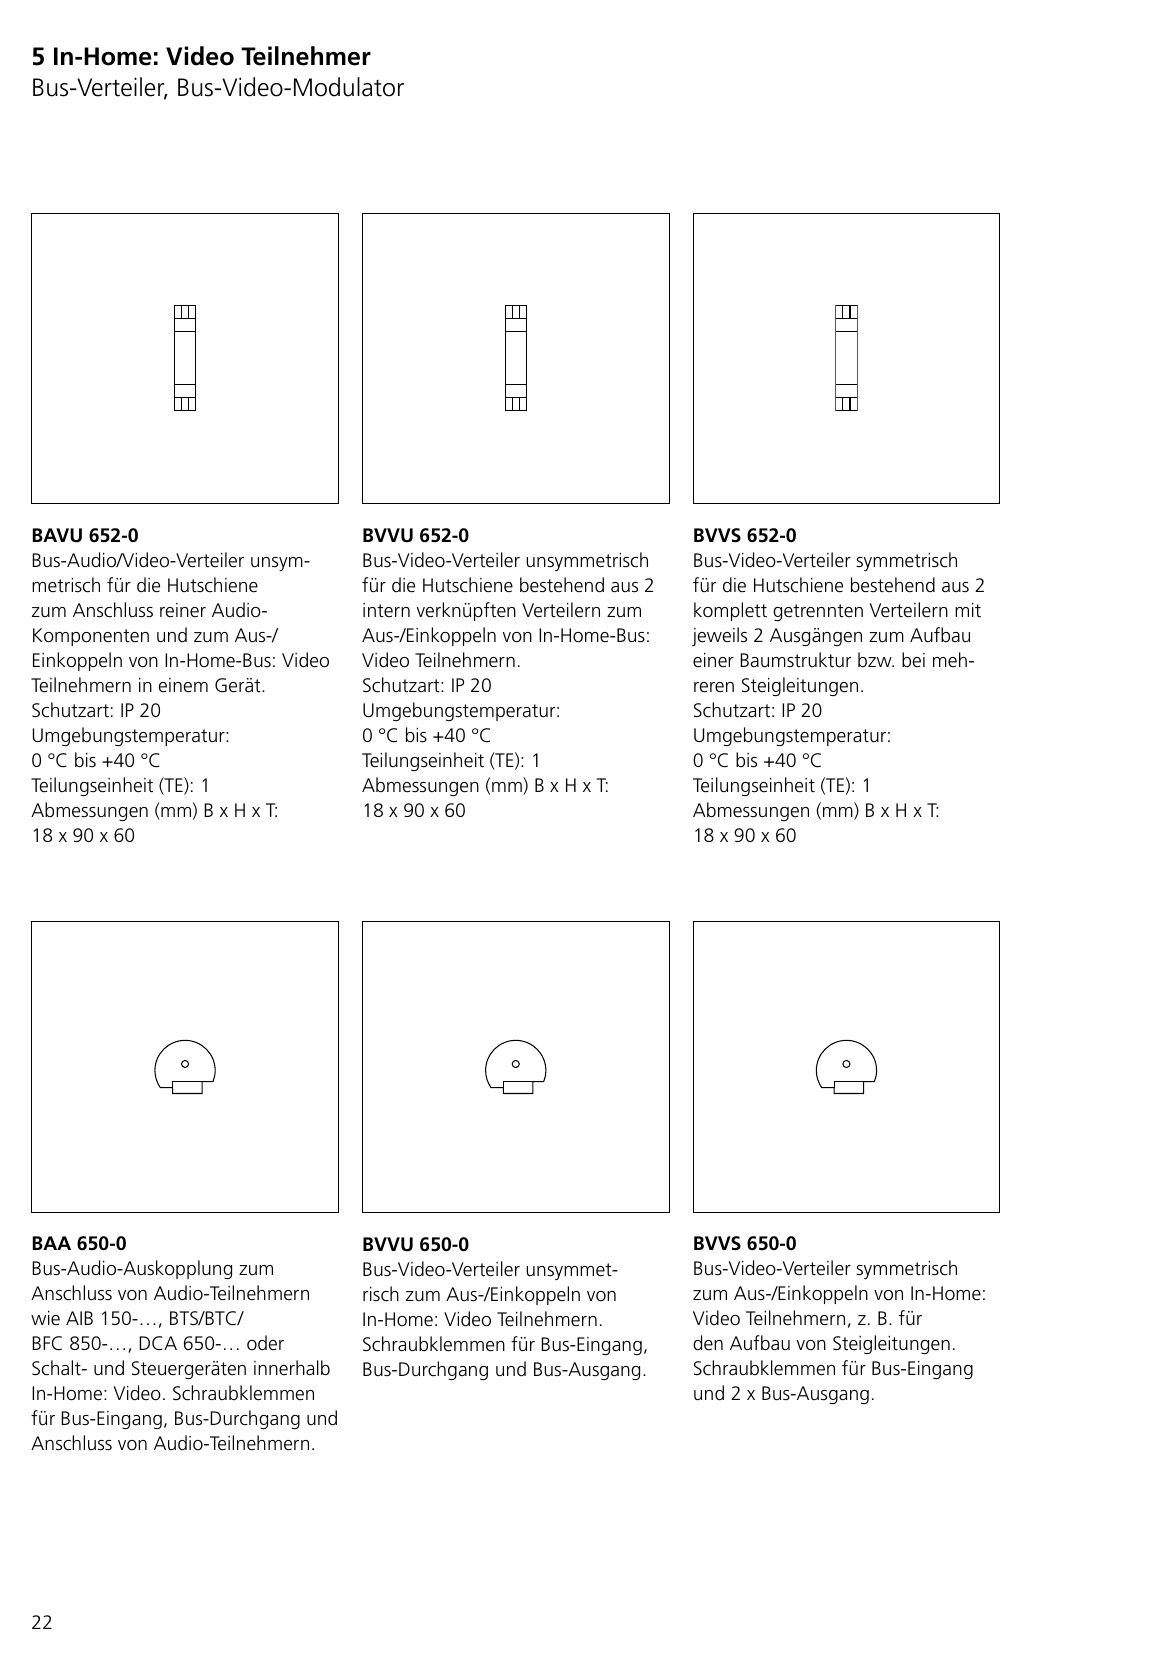 5 In-Home: Video Teilnehmer
Bus-Verteiler, Bus-Video-Modulator
BAVU 652-0
Bus-Audio/Video-Verteiler unsym-
metrisch für die Hutschiene
zum Anschluss reiner Audio-
Komponenten und zum Aus-/
Einkoppeln von In-Home-Bus: Video
Teilnehmern in einem Gerät.
Schutzart: IP 20
Umgebungstemperatur:
0 °C bis +40 °C
Teilungseinheit (TE): 1
Abmessungen (mm) B x H x T:
18 x 90 x 60
BVVU 652-0
Bus-Video-Verteiler unsymmetrisch
für die Hutschiene bestehend aus 2
intern verknüpften Verteilern zum
Aus-/Einkoppeln von In-Home-Bus:
Video Teilnehmern.
Schutzart: IP 20
Umgebungstemperatur:
0 °C bis +40 °C
Teilungseinheit (TE): 1
Abmessungen (mm) B x H x T:
18 x 90 x 60
BVVS 652-0
Bus-Video-Verteiler symmetrisch
für die Hutschiene bestehend aus 2
komplett getrennten Verteilern mit
jeweils 2 Ausgängen zum Aufbau
einer Baumstruktur bzw. bei meh-
reren Steigleitungen.
Schutzart: IP 20
Umgebungstemperatur:
0 °C bis +40 °C
Teilungseinheit (TE): 1
Abmessungen (mm) B x H x T:
18 x 90 x 60
BAA 650-0
Bus-Audio-Auskopplung zum
Anschluss von Audio-Teilnehmern
wie AIB 150-…, BTS/BTC/
BFC 850-…, DCA 650-… oder
Schalt- und Steuergeräten innerhalb
In-Home: Video. Schraubklemmen
für Bus-Eingang, Bus-Durchgang und
Anschluss von Audio-Teilnehmern.
BVVU 650-0
Bus-Video-Verteiler unsymmet-
risch zum Aus-/Einkoppeln von
In-Home: Video Teilnehmern.
Schraubklemmen für Bus-Eingang,
Bus-Durchgang und Bus-Ausgang.
BVVS 650-0
Bus-Video-Verteiler symmetrisch
zum Aus-/Einkoppeln von In-Home:
Video Teilnehmern, z. B. für
den Aufbau von Steigleitungen.
Schraubklemmen für Bus-Eingang
und 2 x Bus-Ausgang.
22